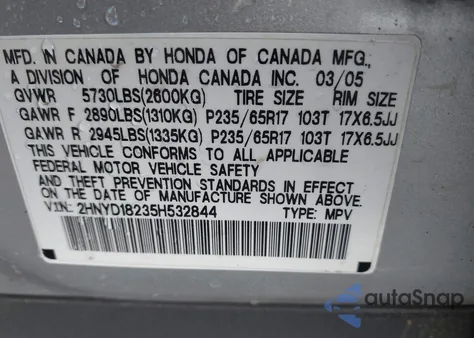 MFD. IN CANADA BY HONDA OF CANADA MFG.,
A DIVISION OF HONDA CANADA INC. 03/05
GVWR 5730LBS(2600KG) TIRE SIZE RIM SIZE
GAWR F 2890LBS(1310KG) P235/65R17 103T 17X6.5JJ
GAWR R 2945LBS(1335KG) P235/65R17 103T 17X6.5JJ
THIS VEHICLE CONFORMS TO ALL APPLICABLE
FEDERAL MOTOR VEHICLE SAFETY
AND THEFT PREVENTION STANDARDS IN EFFECT
ON THE DATE OF MANUFACTURE SHOWN ABOVE.
V.I.N.: 2HNYD18235H532844 TYPE: MPV
autoSnap